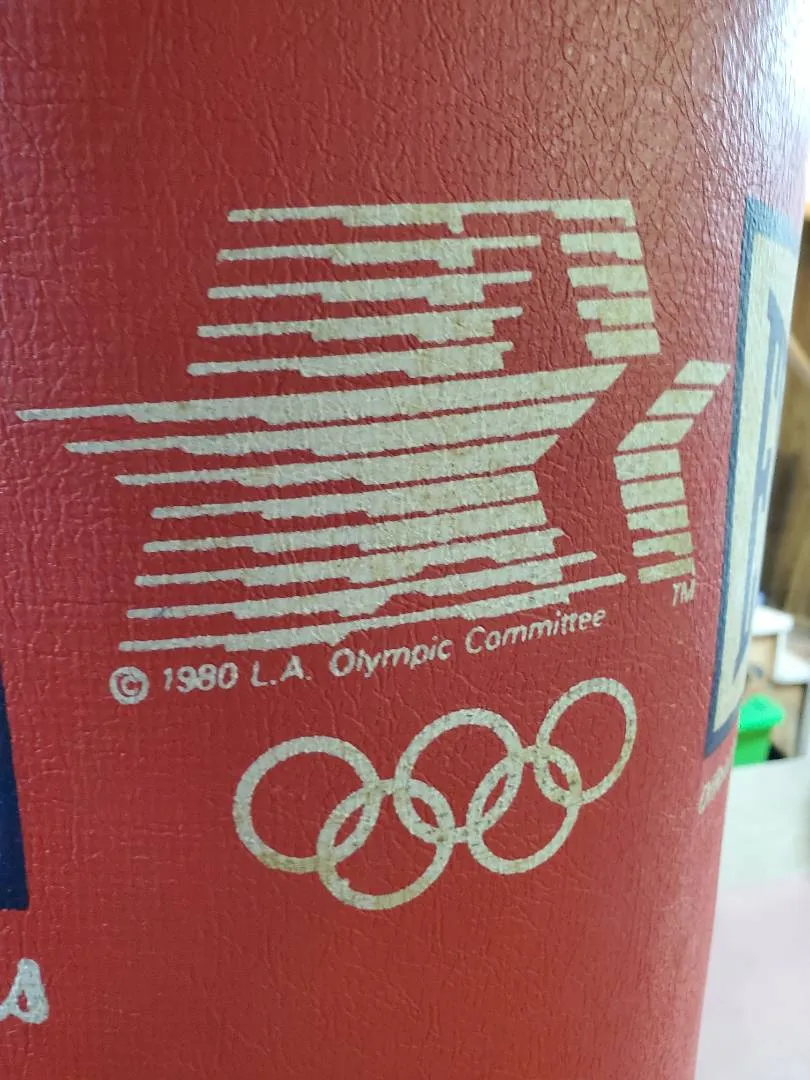 TM
© 1980 L.A. Olympic Committee